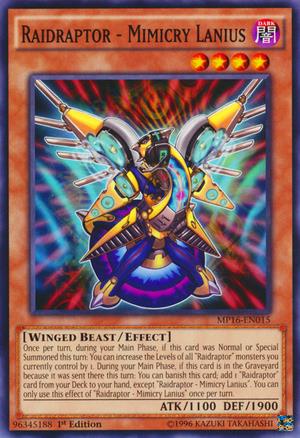 RAIDRAPTOR - MIMICRY LANIUS
DARK
闇
MP16-EN015
[WINGED BEAST/EFFECT]
Once per turn, during your Main Phase, if this card was Normal or Special
Summoned this turn: You can increase the Levels of all "Raidraptor" monsters you
currently control by 1. During your Main Phase, if this card is in the Graveyard
because it was sent there this turn: You can banish this card; add 1 "Raidraptor"
card from your Deck to your hand, except "Raidraptor - Mimicry Lanius". You can
only use this effect of "Raidraptor - Mimicry Lanius" once per turn.
ATK/1100 DEF/1900
96345188 1st Edition ©1996 KAZUKI TAKAHASHI